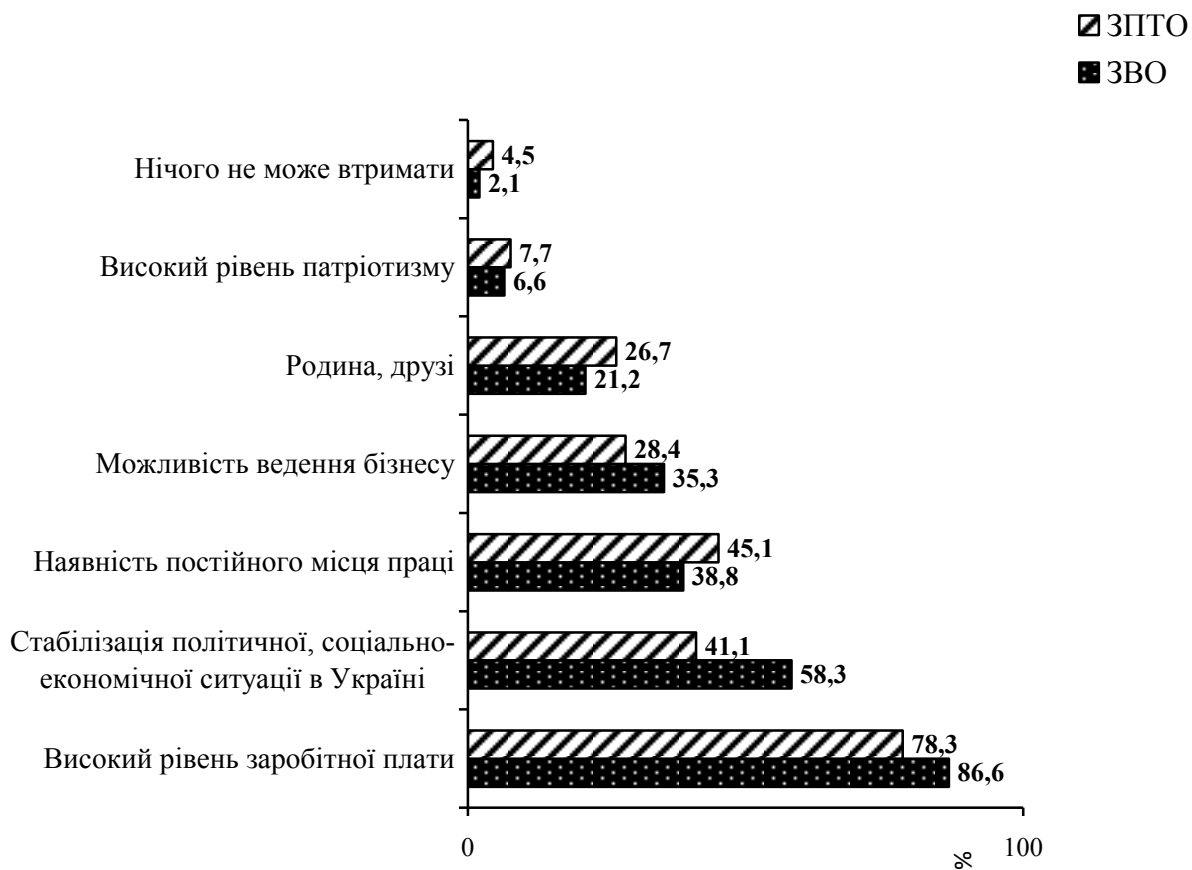 ЗПТО
ЗВО
Нічого не може втримати
4,5
2,1
Високий рівень патріотизму
7,7
6,6
Родина, друзі
26,7
21,2
Можливість ведення бізнесу
28,4
35,3
Наявність постійного місця праці
45,1
38,8
Стабілізація політичної, соціально-
економічної ситуації в Україні
41,1
58,3
Високий рівень заробітної плати
78,3
86,6
0
100
%